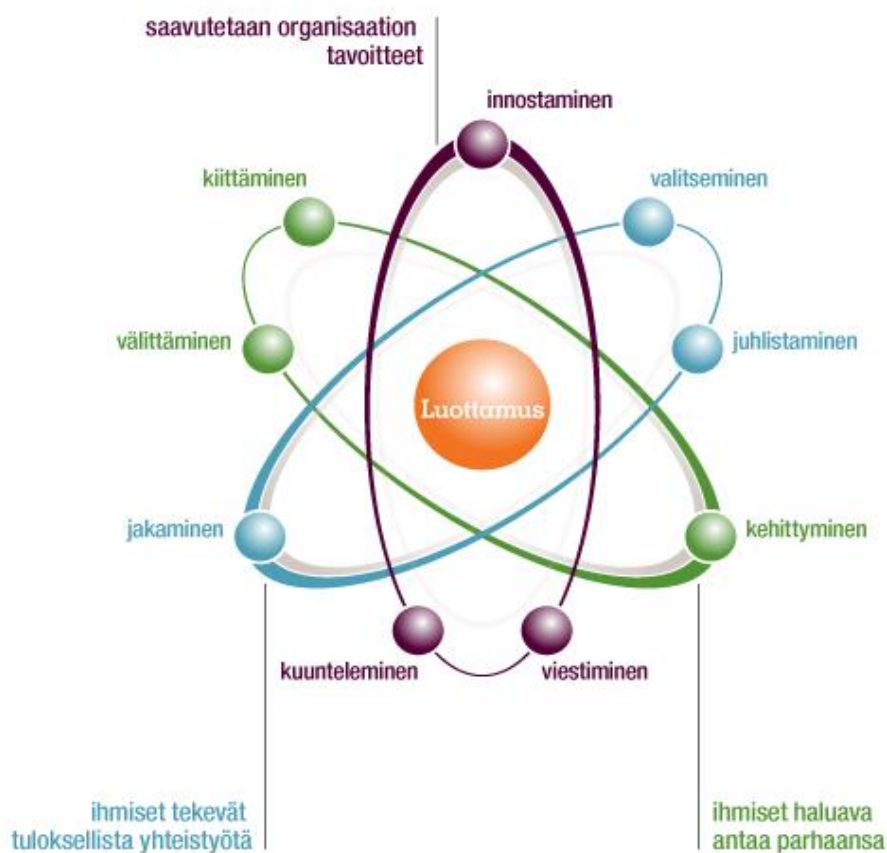 saavutetaan organisaation
tavoitteet
innostaminen
kiittäminen
valitseminen
välittäminen
juhlistaminen
Luottamus
jakaminen
kehittyminen
kuunteleminen
viestiminen
ihmiset tekevät
tuloksellista yhteistyötä
ihmiset haluava
antaa parhaansa